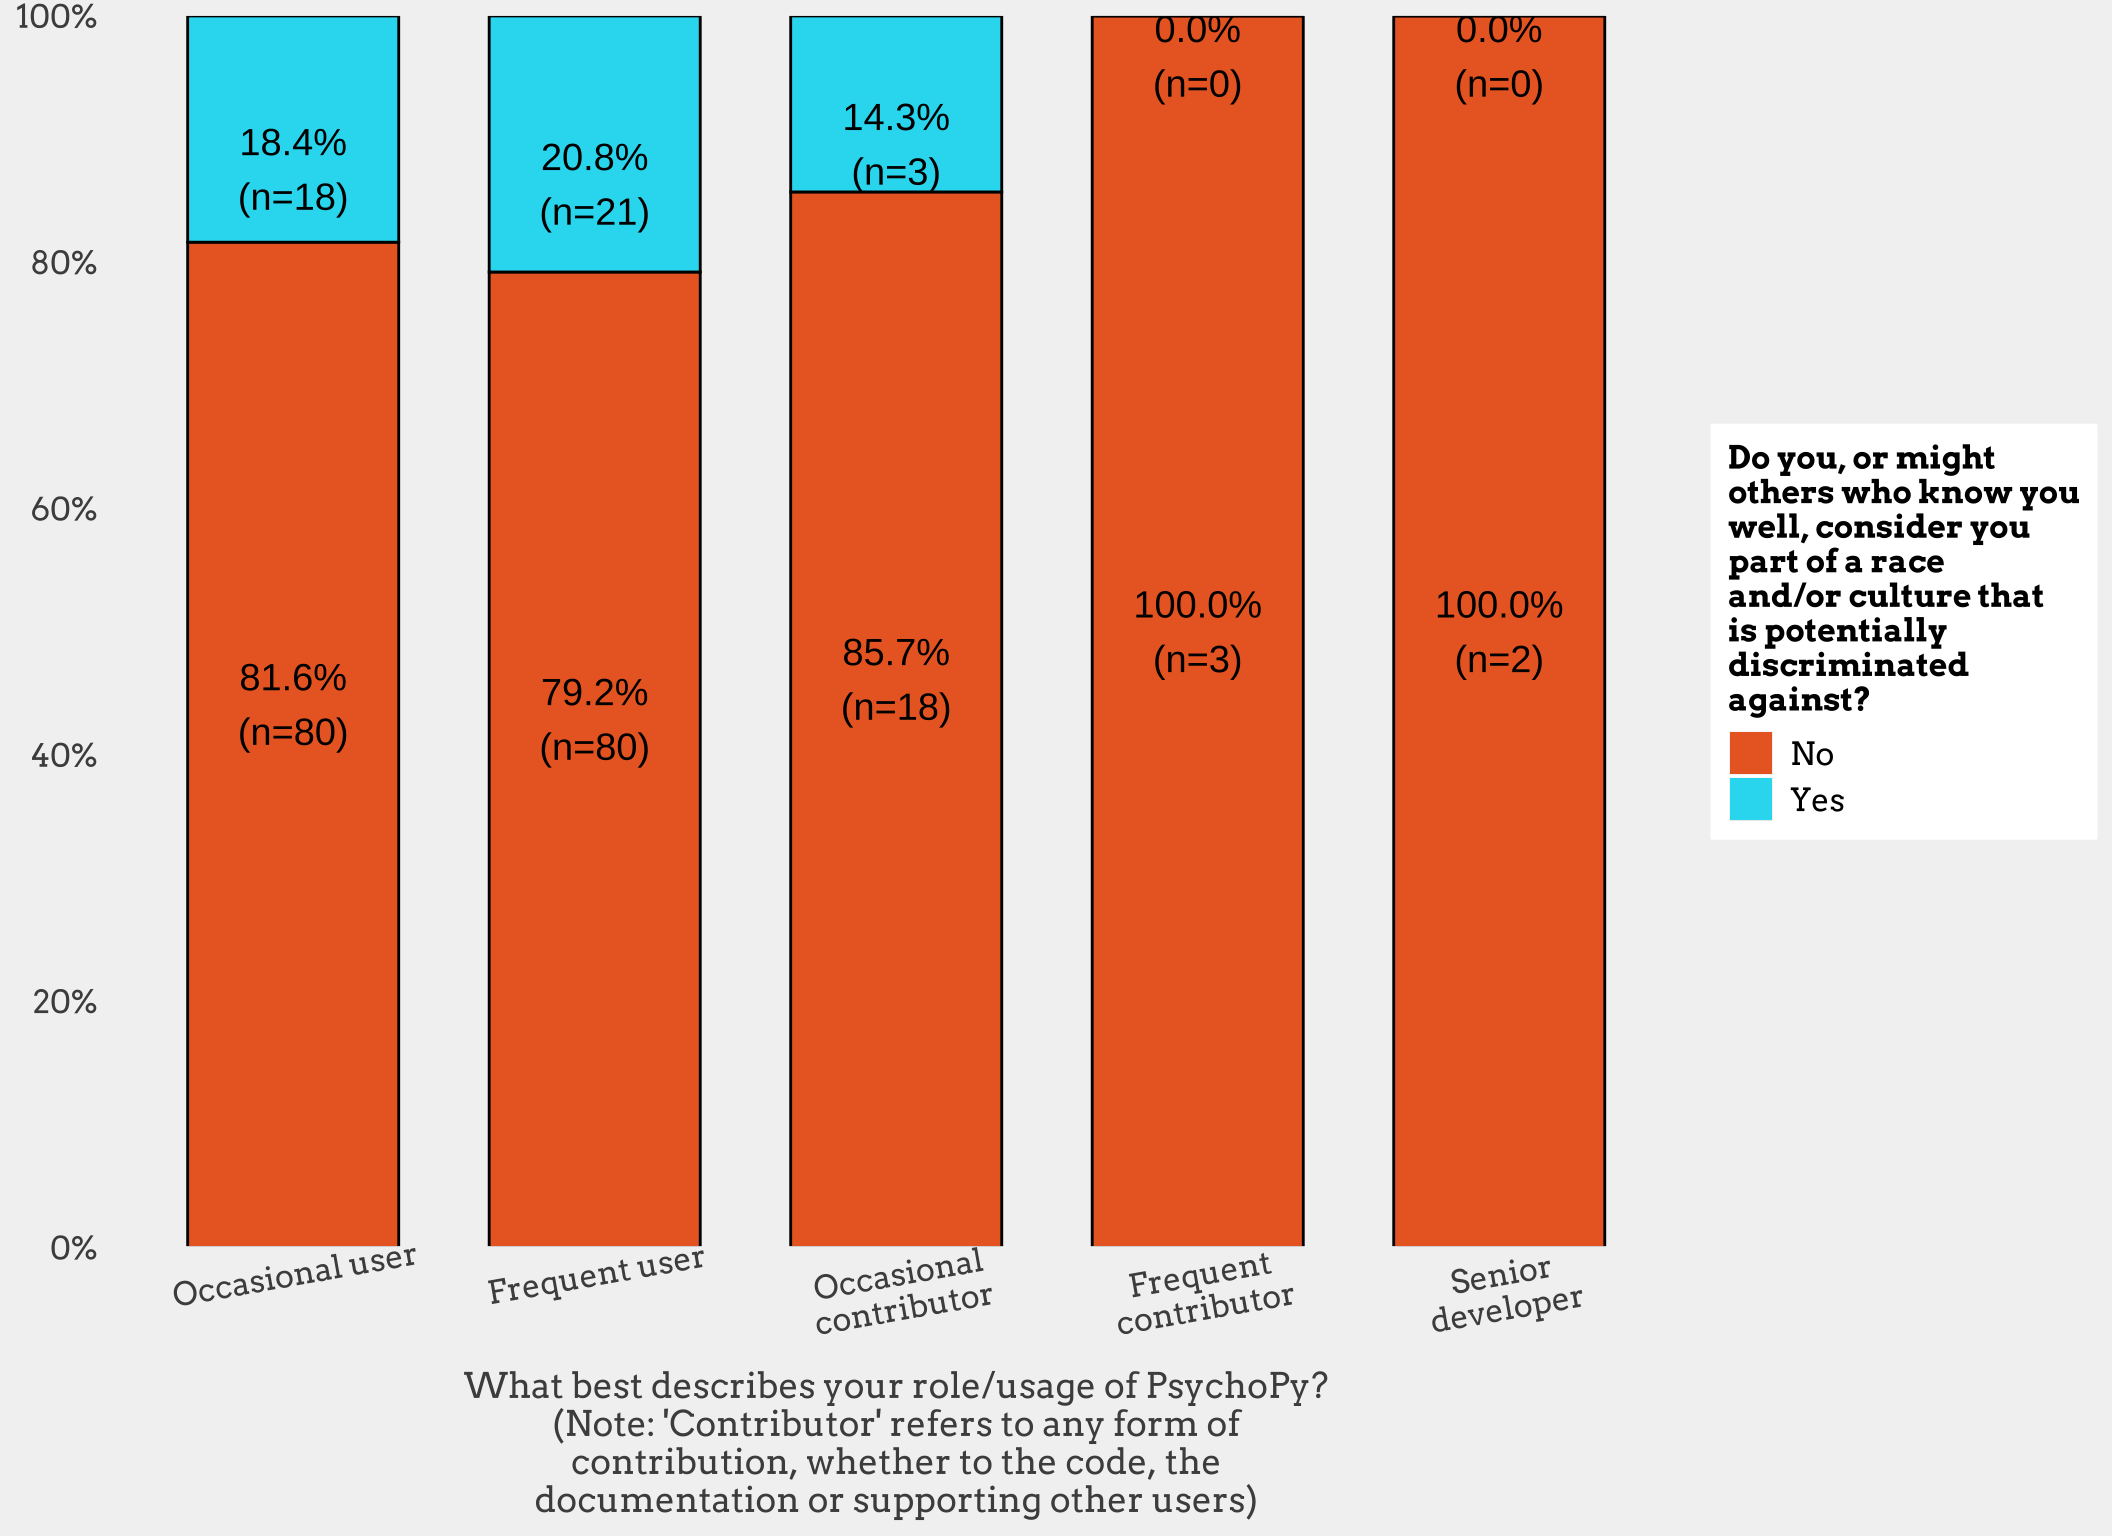 100%
80%
60%
40%
20%
0%
18.4%
(n=18)
81.6%
(n=80)
20.8%
(n=21)
79.2%
(n=80)
14.3%
(n=3)
85.7%
(n=18)
0.0%
(n=0)
100.0%
(n=3)
0.0%
(n=0)
100.0%
(n=2)
Occasional user
Frequent user
Occasional
contributor
Frequent
contributor
Senior
developer
What best describes your role/usage of PsychoPy?
(Note: 'Contributor' refers to any form of
contribution, whether to the code, the
documentation or supporting other users)
Do you, or might
others who know you
well, consider you
part of a race
and/or culture that
is potentially
discriminated
against?
No
Yes